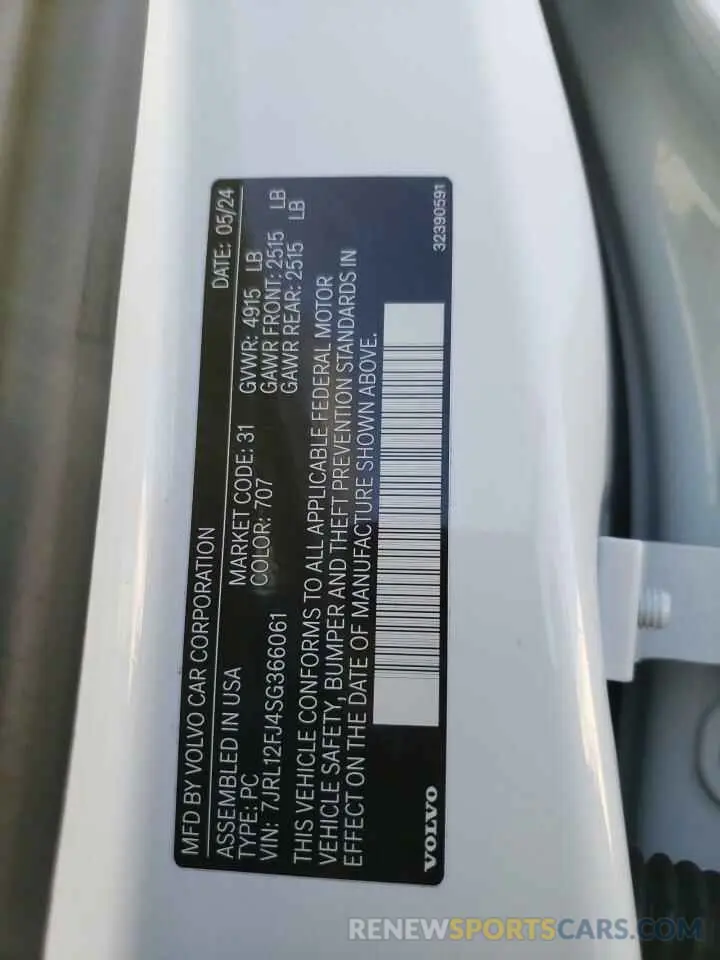 MFD BY VOLVO CAR CORPORATION DATE: 05/24
ASSEMBLED IN USA
TYPE: PC MARKET CODE: 31 GVWR: 4915 LB
VIN: 7JRL12FJ4SG366061 COLOR: 707 GAWR FRONT: 2515 LB
GAWR REAR: 2515 LB
THIS VEHICLE CONFORMS TO ALL APPLICABLE FEDERAL MOTOR
VEHICLE SAFETY, BUMPER AND THEFT PREVENTION STANDARDS IN
EFFECT ON THE DATE OF MANUFACTURE SHOWN ABOVE.
VOLVO 32390591
RENEWSPORTSCARS.COM